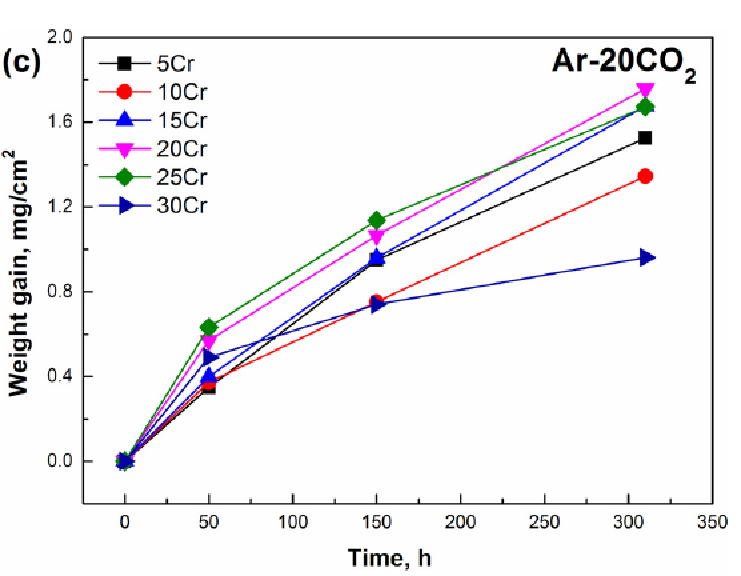 (c)
Ar-20CO₂
5Cr
10Cr
15Cr
20Cr
25Cr
30Cr
Weight gain, mg/cm²
2.0
1.6
1.2
0.8
0.4
0.0
0 50 100 150 200 250 300 350
Time, h